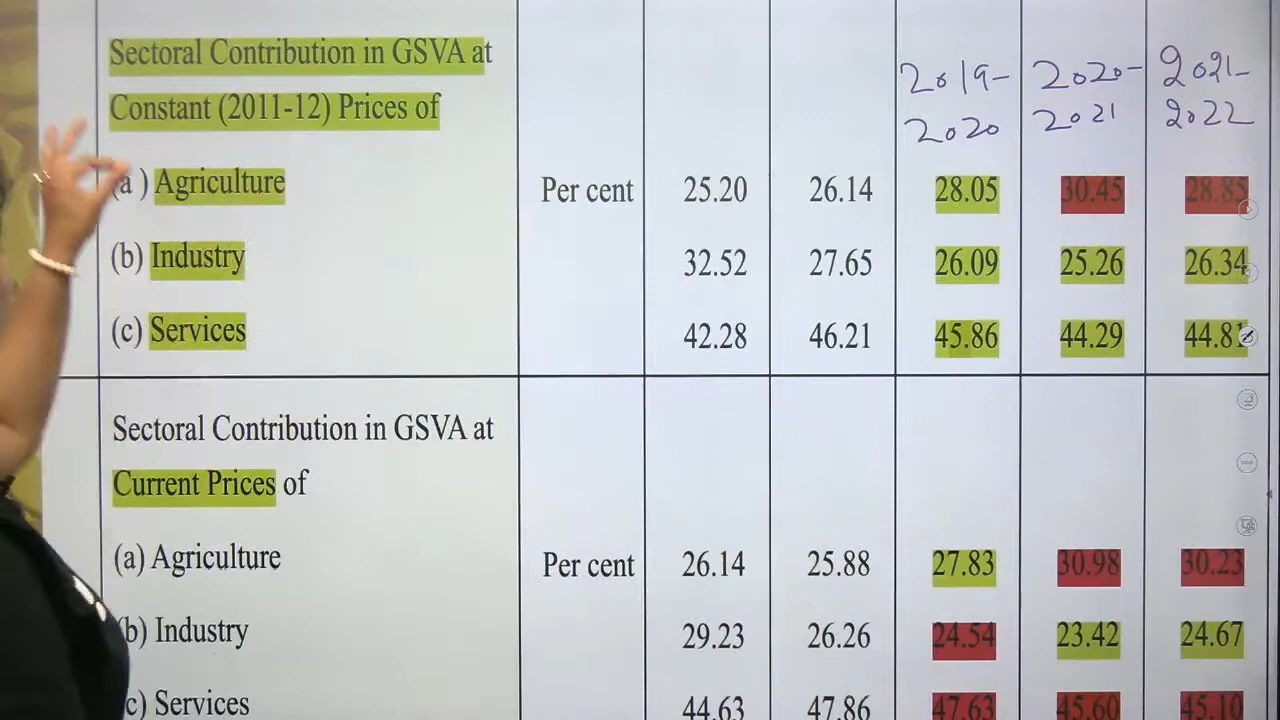 Sectoral Contribution in GSVA at
Constant (2011-12) Prices of
2019-
2020
2020-
2021
2021-
2022
(a ) Agriculture Per cent 25.20 26.14 28.05 30.45 28.85
(b) Industry 32.52 27.65 26.09 25.26 26.34
(c) Services 42.28 46.21 45.86 44.29 44.81
Sectoral Contribution in GSVA at
Current Prices of
(a) Agriculture Per cent 26.14 25.88 27.83 30.98 30.23
(b) Industry 29.23 26.26 24.54 23.42 24.67
c) Services 44.63 47.86 47.63 45.60 45.10